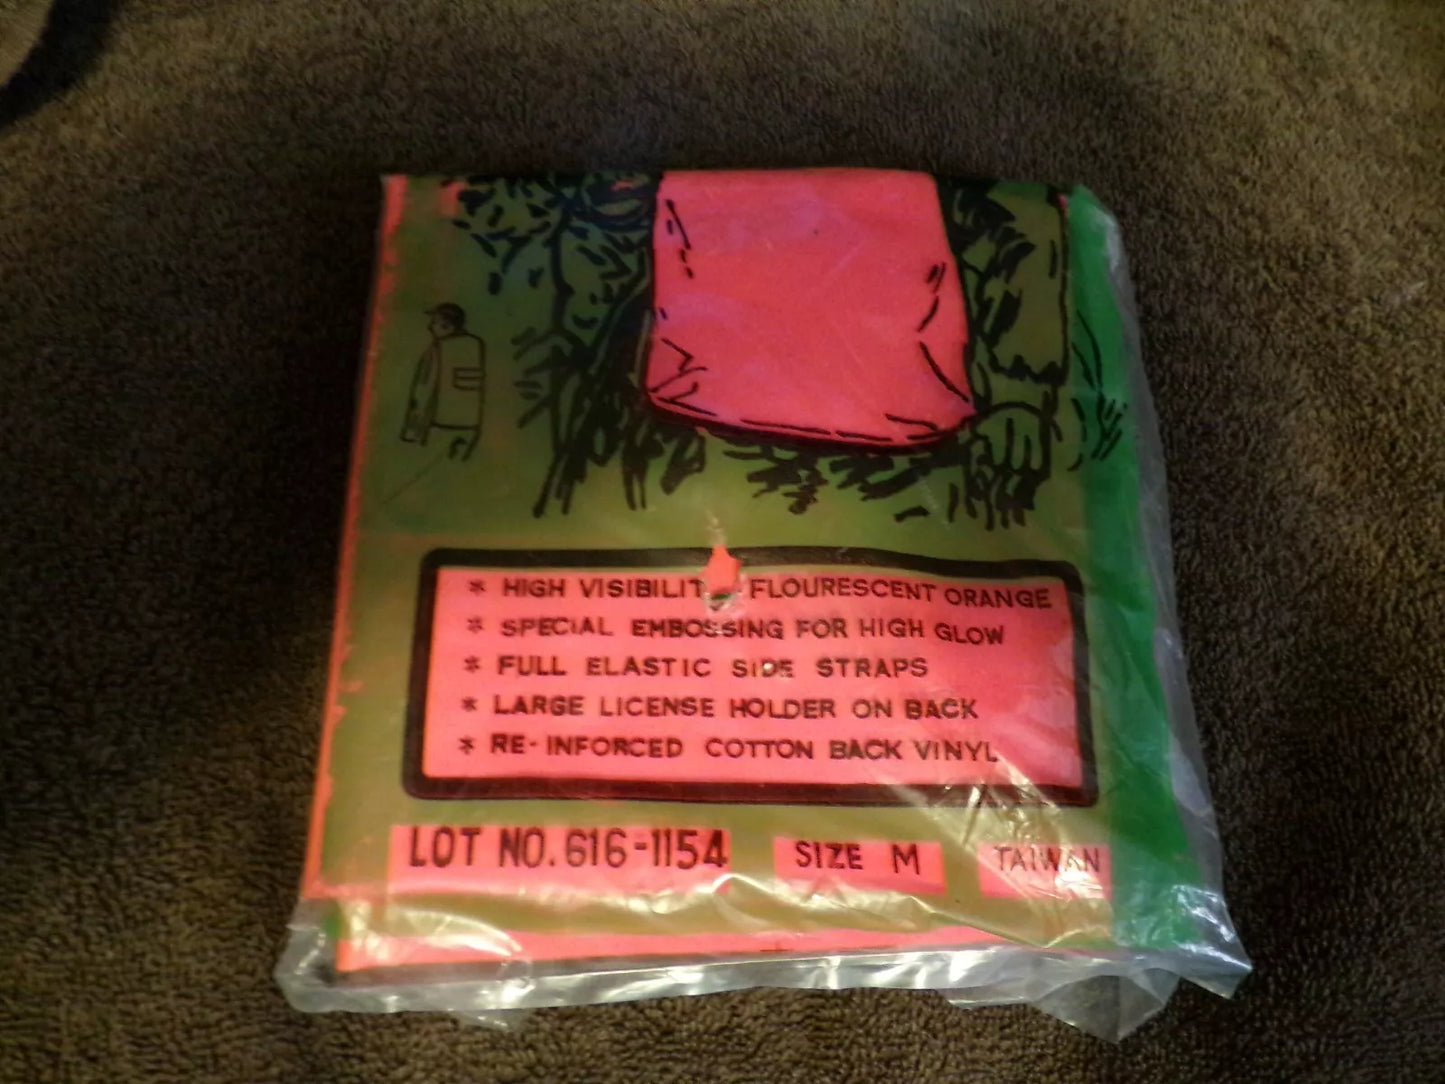 * HIGH VISIBILIT FLOURESCENT ORANGE
* SPECIAL EMBOSSING FOR HIGH GLOW
* FULL ELASTIC SIDE STRAPS
* LARGE LICENSE HOLDER ON BACK
* RE-INFORCED COTTON BACK VINYL
LOT NO. 616-1154 SIZE M TAIWAN